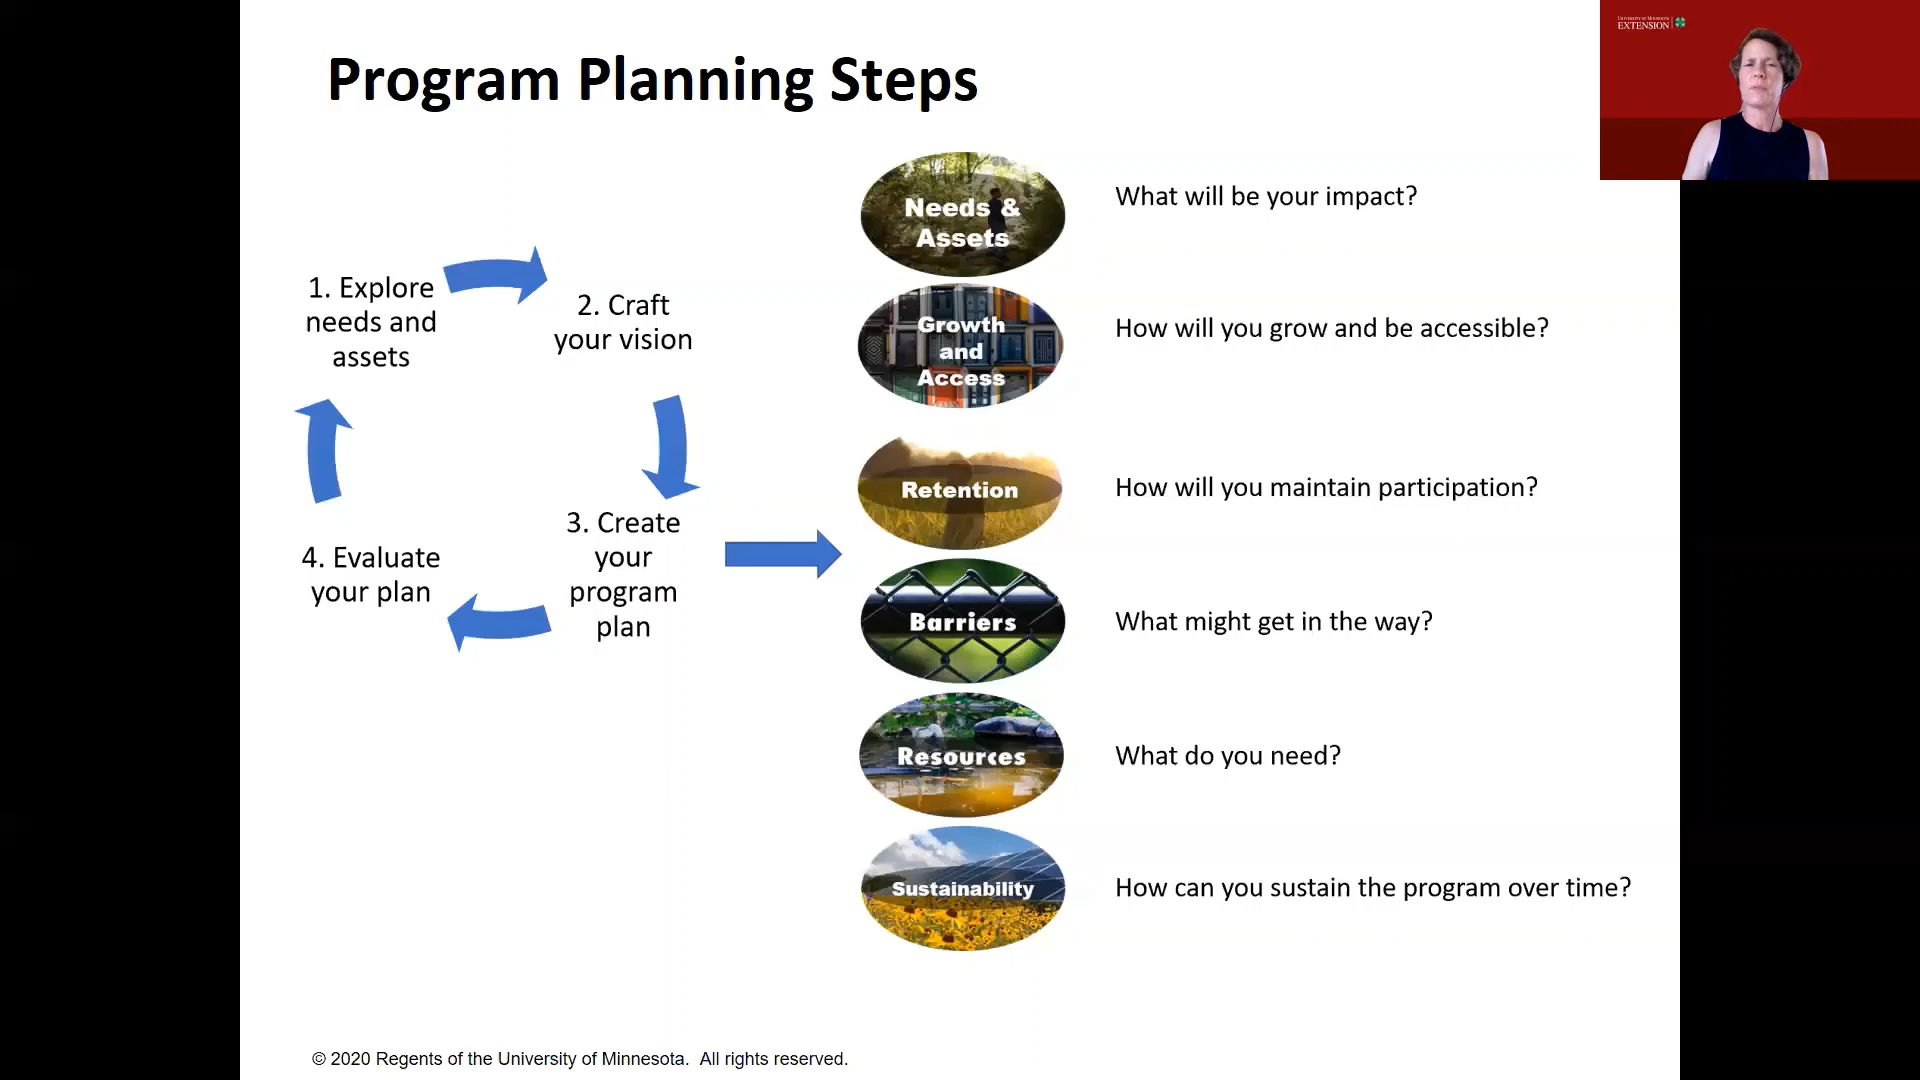 Program Planning Steps
UNIVERSITY OF MINNESOTA
EXTENSION
1. Explore
needs and
assets
2. Craft
your vision
3. Create
your
program
plan
4. Evaluate
your plan
Needs &
Assets
What will be your impact?
Growth
and
Access
How will you grow and be accessible?
Retention
How will you maintain participation?
Barriers
What might get in the way?
Resources
What do you need?
Sustainability
How can you sustain the program over time?
© 2020 Regents of the University of Minnesota.  All rights reserved.